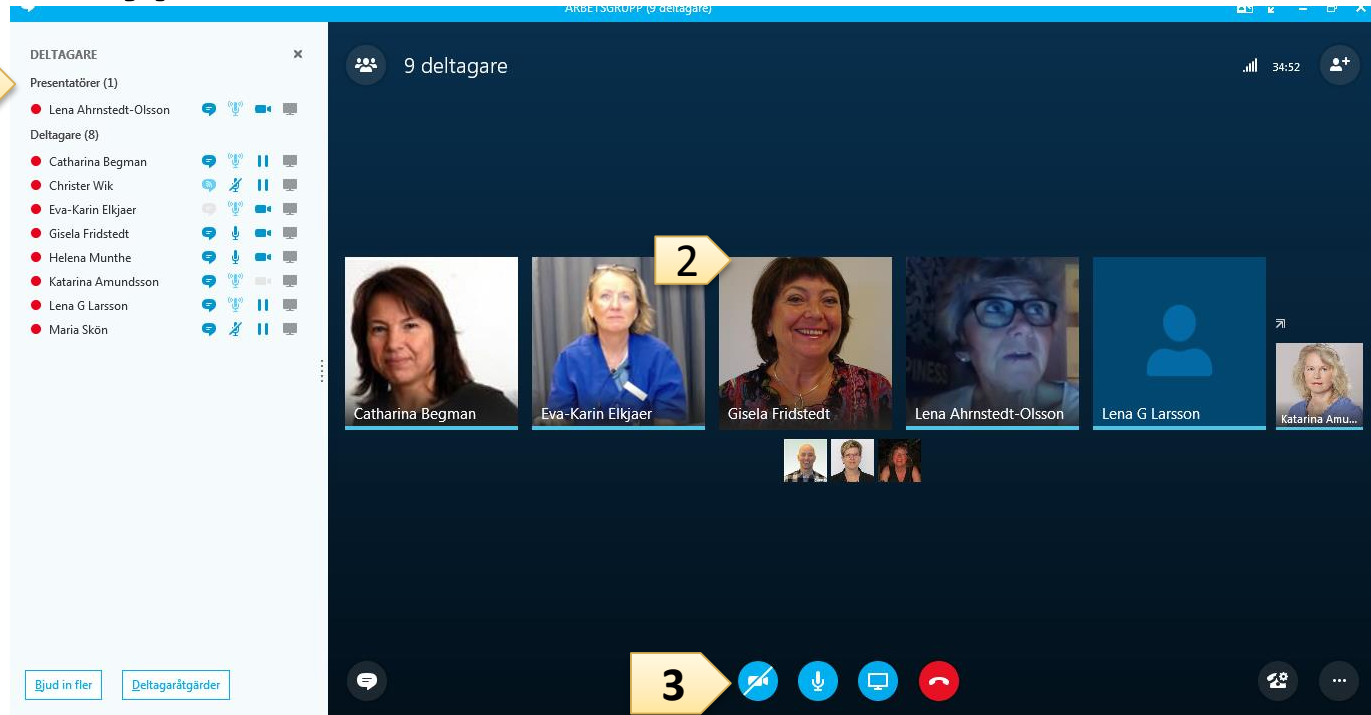 ARBETSGRUPP (9 deltagare)
DELTAGARE
Presentatörer (1)
Lena Ahrnstedt-Olsson
Deltagare (8)
Catharina Begman
Christer Wik
Eva-Karin Elkjaer
Gisela Fridstedt
Helena Munthe
Katarina Amundsson
Lena G Larsson
Maria Skön
Bjud in fler
Deltagaråtgärder
9 deltagare
34:52
2
Catharina Begman
Eva-Karin Elkjaer
Gisela Fridstedt
Lena Ahrnstedt-Olsson
Lena G Larsson
Katarina Amu...
3